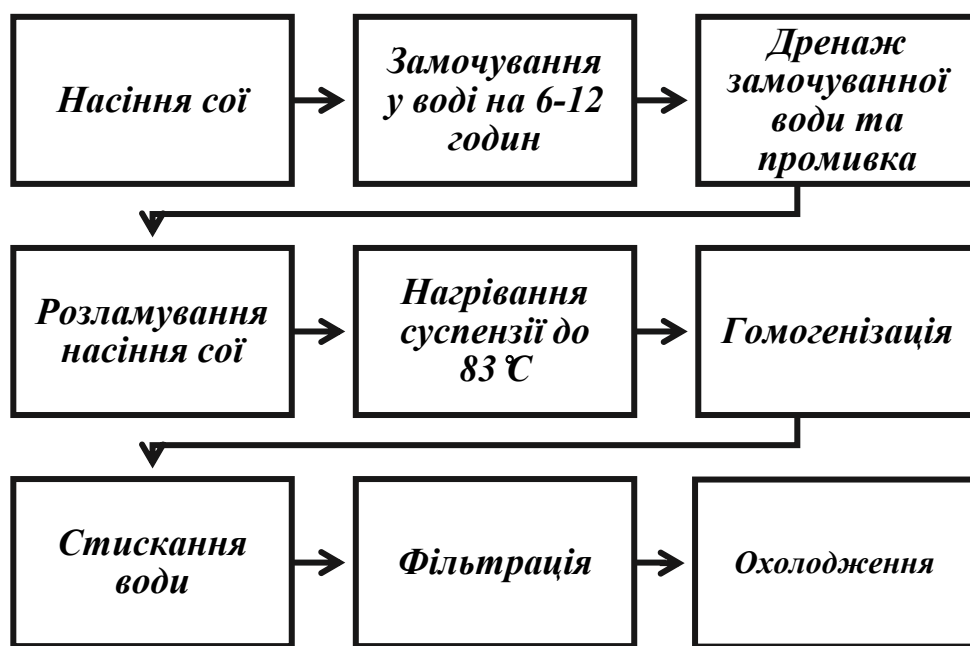 Насіння сої
Замочування
у воді на 6-12
годин
Дренаж
замочуванної
води та
промивка
Розламування
насіння сої
Нагрівання
суспензії до
83℃
Гомогенізація
Стискання
води
Фільтрація
Охолодження